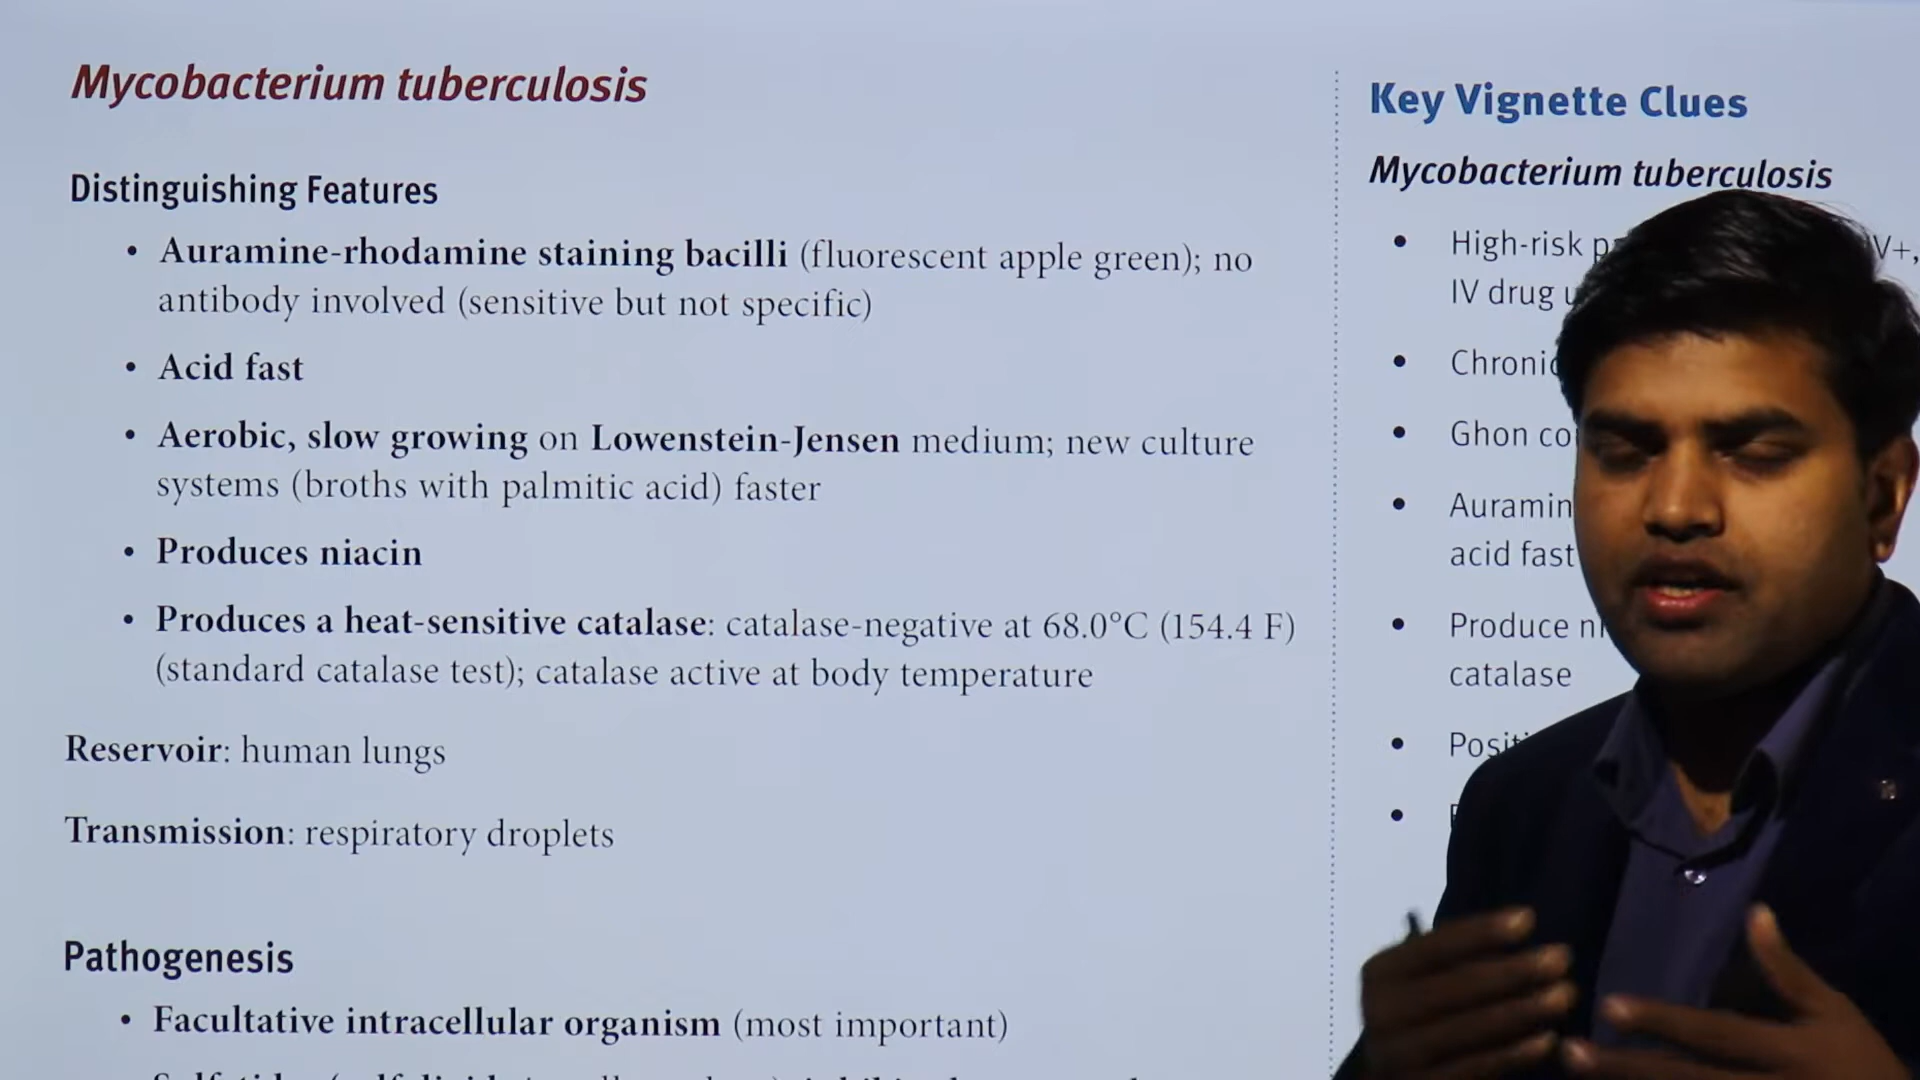 Mycobacterium tuberculosis
Distinguishing Features
• Auramine-rhodamine staining bacilli (fluorescent apple green); no
antibody involved (sensitive but not specific)
• Acid fast
• Aerobic, slow growing on Lowenstein-Jensen medium; new culture
systems (broths with palmitic acid) faster
• Produces niacin
• Produces a heat-sensitive catalase: catalase-negative at 68.0°C (154.4 F)
(standard catalase test); catalase active at body temperature
Reservoir: human lungs
Transmission: respiratory droplets
Pathogenesis
• Facultative intracellular organism (most important)
Key Vignette Clues
Mycobacterium tuberculosis
• High-risk
IV drug
• Chronic
• Ghon
•
acid fast
• Produce
catalase
•
•